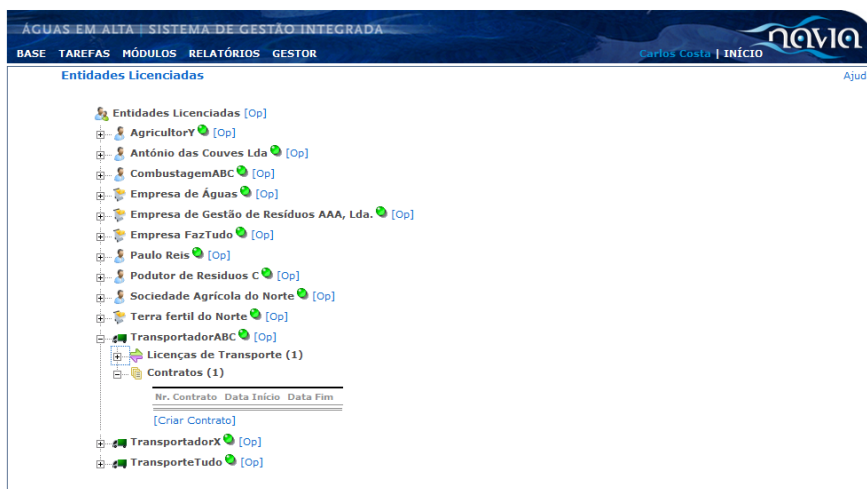 ÁGUAS EM ALTA | SISTEMA DE GESTÃO INTEGRADA
navia
BASE TAREFAS MÓDULOS RELATÓRIOS GESTOR Carlos Costa | INÍCIO
Entidades Licenciadas Ajud
Entidades Licenciadas [Op]
AgricultorY [Op]
António das Couves Lda [Op]
CombustagemABC [Op]
Empresa de Águas [Op]
Empresa de Gestão de Resíduos AAA, Lda. [Op]
Empresa FazTudo [Op]
Paulo Reis [Op]
Podutor de Residuos C [Op]
Sociedade Agrícola do Norte [Op]
Terra fertil do Norte [Op]
TransportadorABC [Op]
Licenças de Transporte (1)
Contratos (1)
Nr. Contrato Data Início Data Fim
[Criar Contrato]
TransportadorX [Op]
TransporteTudo [Op]